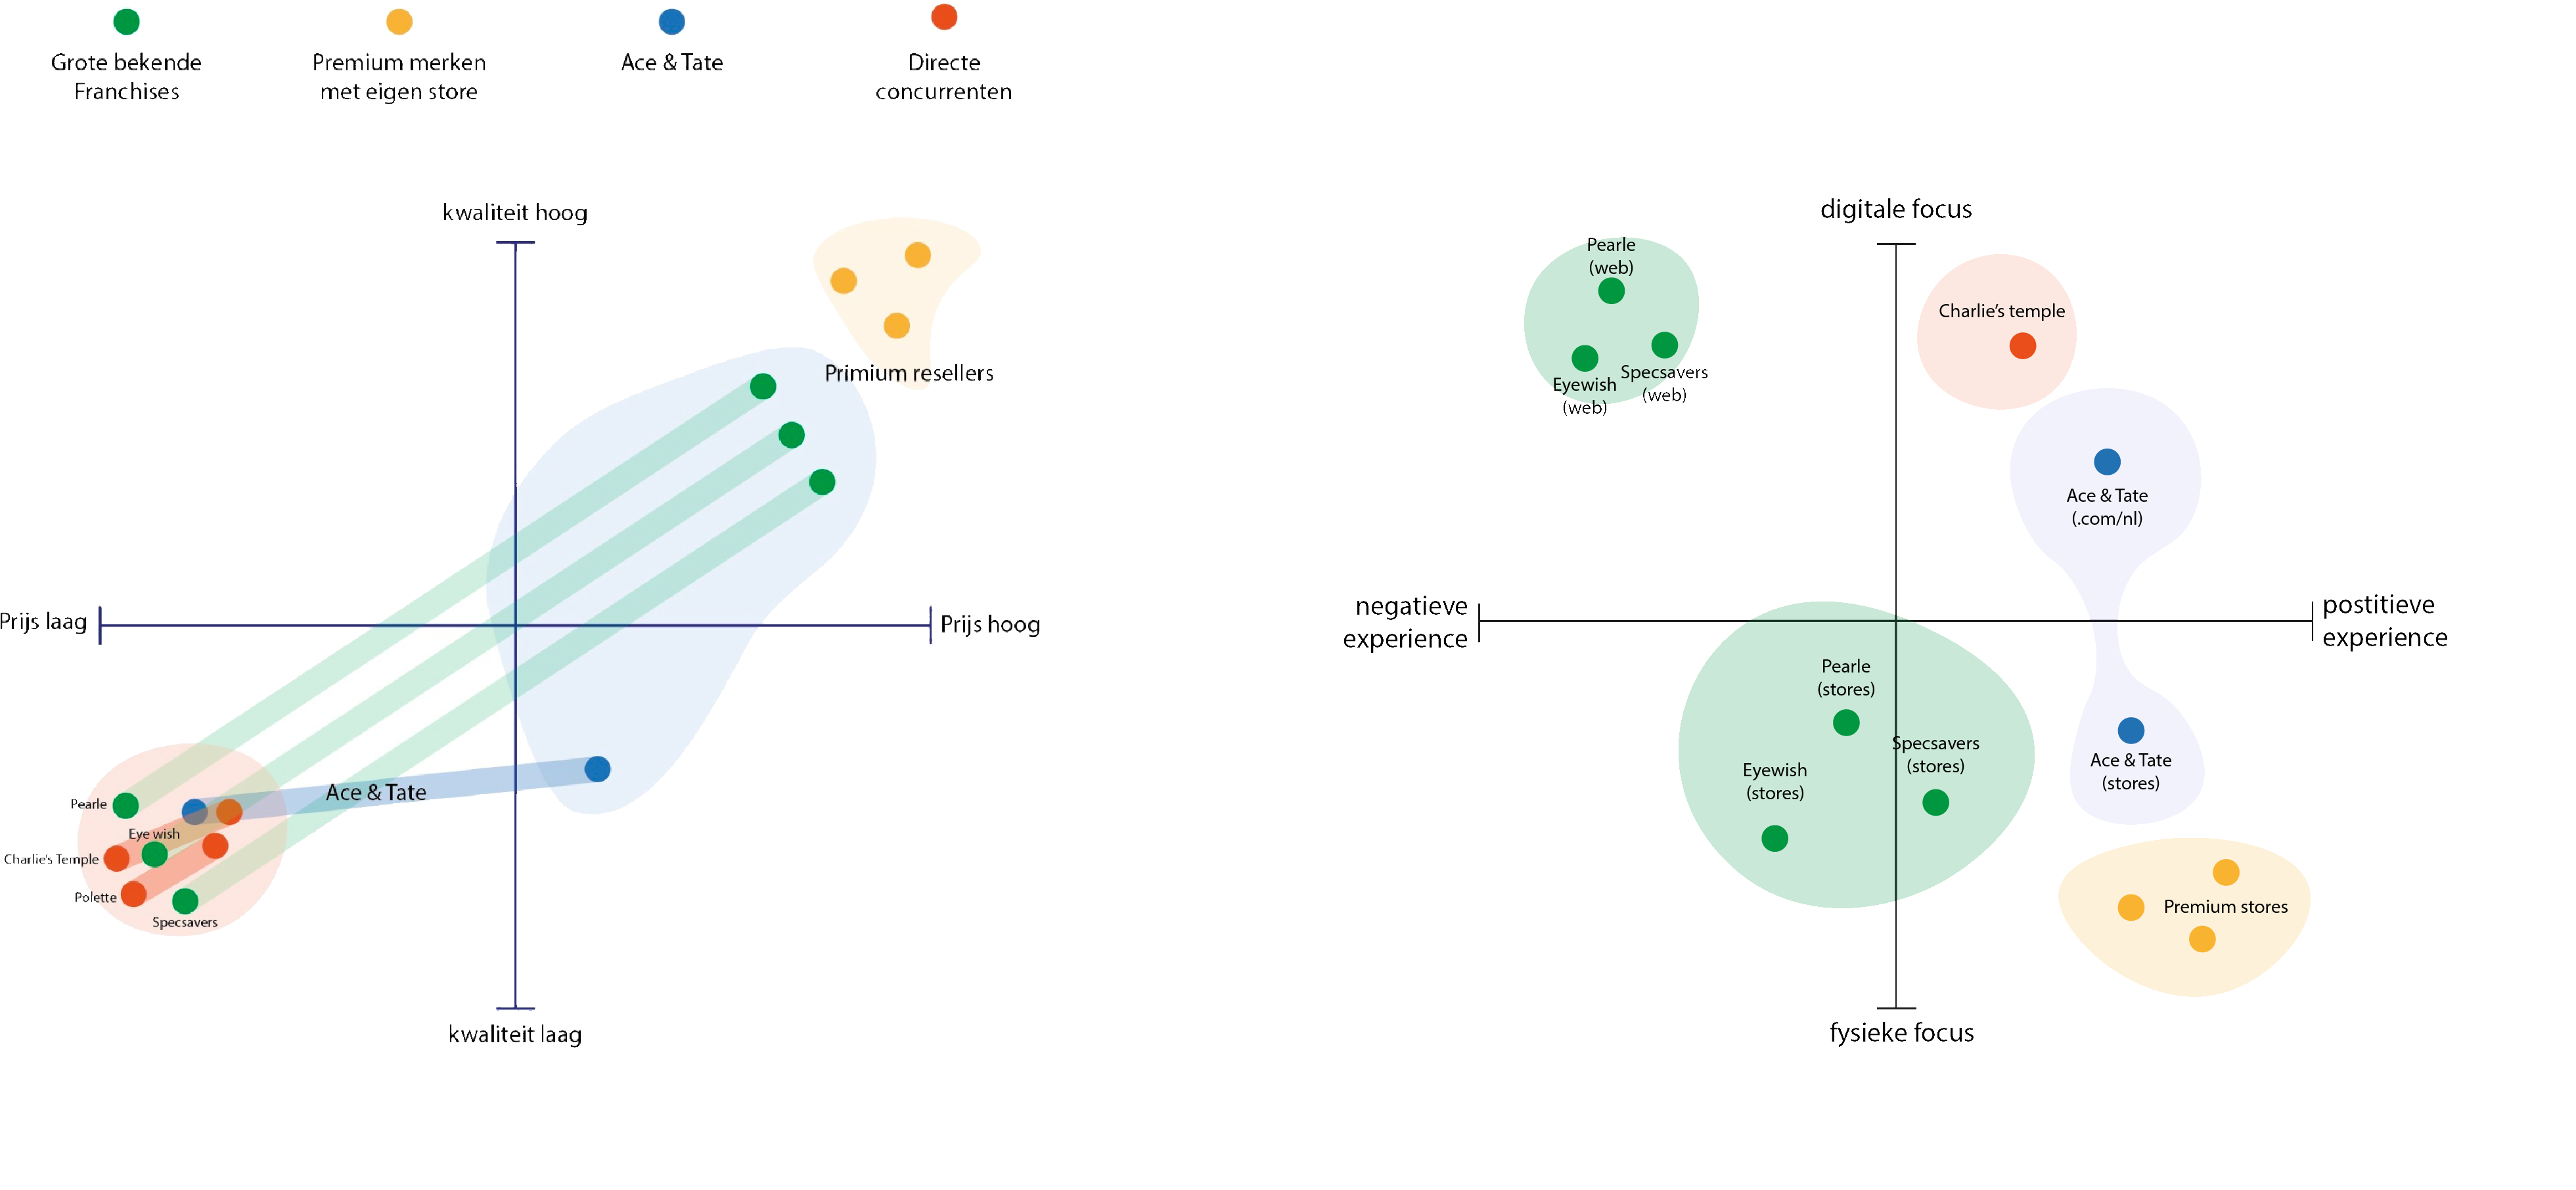 Grote bekende
Franchises
Premium merken
met eigen store
Ace & Tate
Directe
concurrenten
kwaliteit hoog
Primium resellers
Prijs laag
Prijs hoog
Ace & Tate
Pearle
Eye wish
Charlie's Temple
Polette
Specsavers
kwaliteit laag
digitale focus
Pearle
(web)
Charlie's temple
Eyewish
(web)
Specsavers
(web)
Ace & Tate
(.com/nl)
negatieve
experience
postitieve
experience
Pearle
(stores)
Specsavers
(stores)
Eyewish
(stores)
Ace & Tate
(stores)
Premium stores
fysieke focus